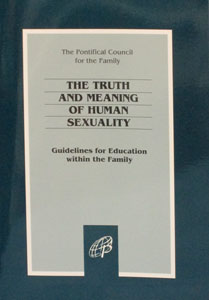 The Pontifical Council
for the Family
THE TRUTH
AND MEANING
OF HUMAN
SEXUALITY
Guidelines for Education
within the Family